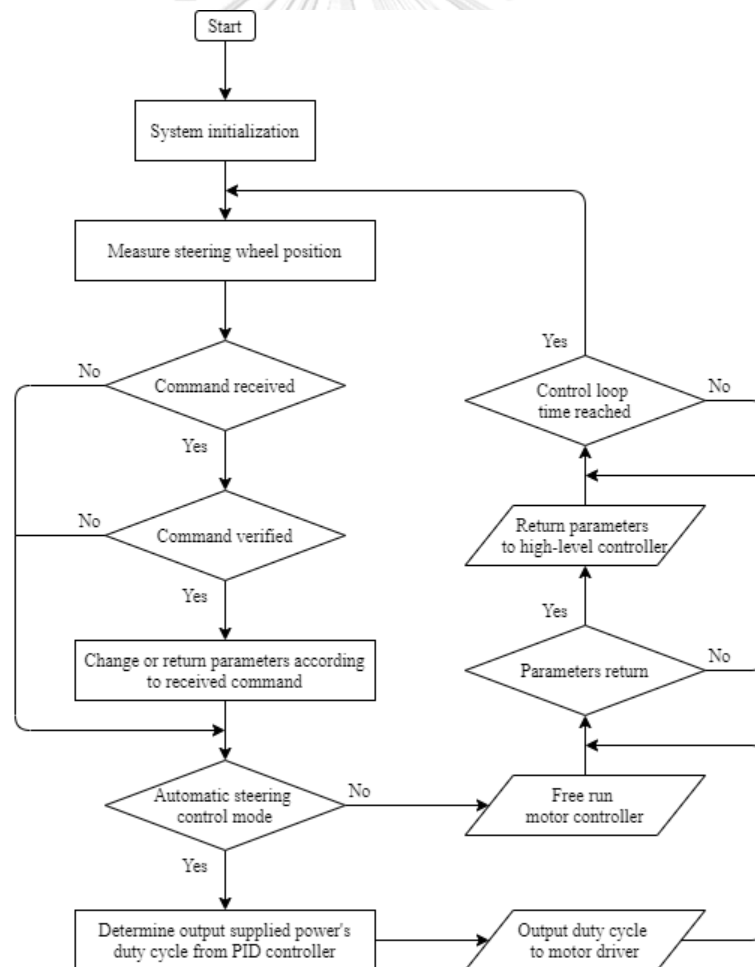 Start
System initialization
Measure steering wheel position
Command received
No
Yes
Command verified
No
Yes
Change or return parameters according
to received command
Automatic steering
control mode
No
Yes
Determine output supplied power's
duty cycle from PID controller
Output duty cycle
to motor driver
Free run
motor controller
Parameters return
No
Yes
Return parameters
to high-level controller
Control loop
time reached
No
Yes